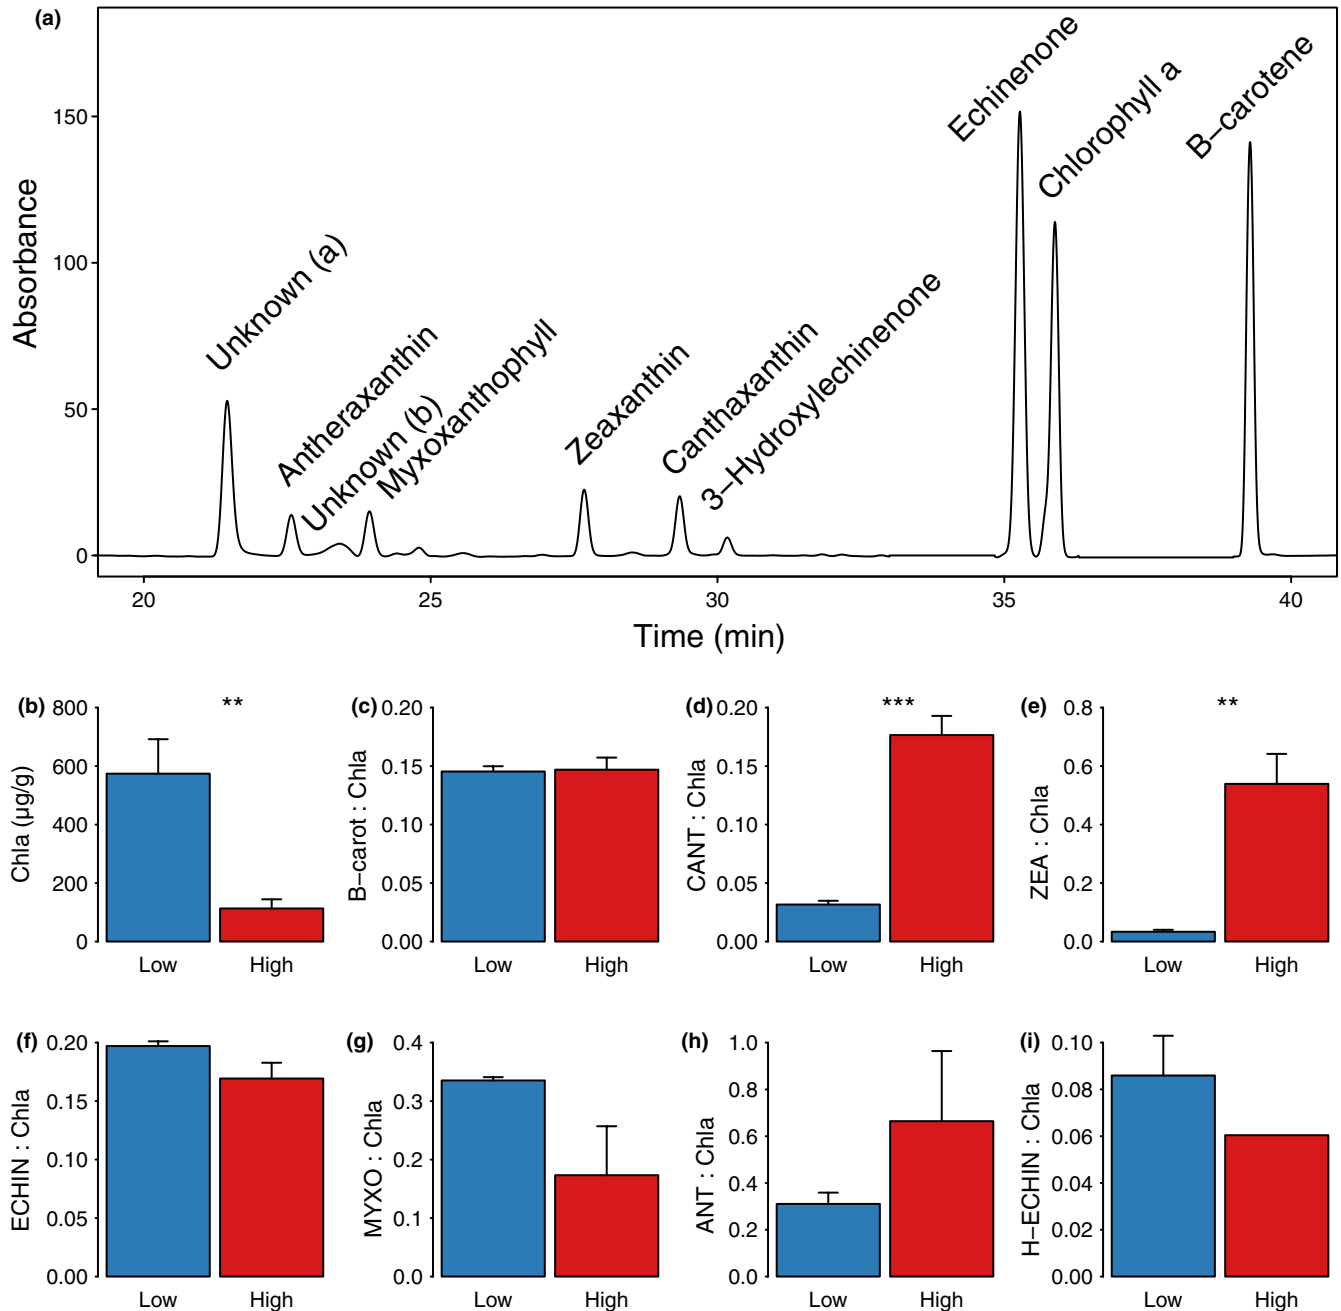 (a)
Absorbance
150
100
50
0
Unknown (a)
Antheraxanthin
Unknown (b)
Myxoxanthophyll
Zeaxanthin
Canthaxanthin
3–Hydroxylechinenone
Echinenone
Chlorophyll a
B–carotene
20 25 30 35 40
Time (min)
(b)
Chla (µg/g)
800
600
400
200
0
**
Low High
(c)
B–carot : Chla
0.20
0.15
0.10
0.05
0.00
Low High
(d)
CANT : Chla
0.20
0.15
0.10
0.05
0.00
***
Low High
(e)
ZEA : Chla
0.8
0.6
0.4
0.2
0.0
**
Low High
(f)
ECHIN : Chla
0.20
0.15
0.10
0.05
0.00
Low High
(g)
MYXO : Chla
0.4
0.3
0.2
0.1
0.0
Low High
(h)
ANT : Chla
1.0
0.8
0.6
0.4
0.2
0.0
Low High
(i)
H–ECHIN : Chla
0.10
0.08
0.06
0.04
0.02
0.00
Low High